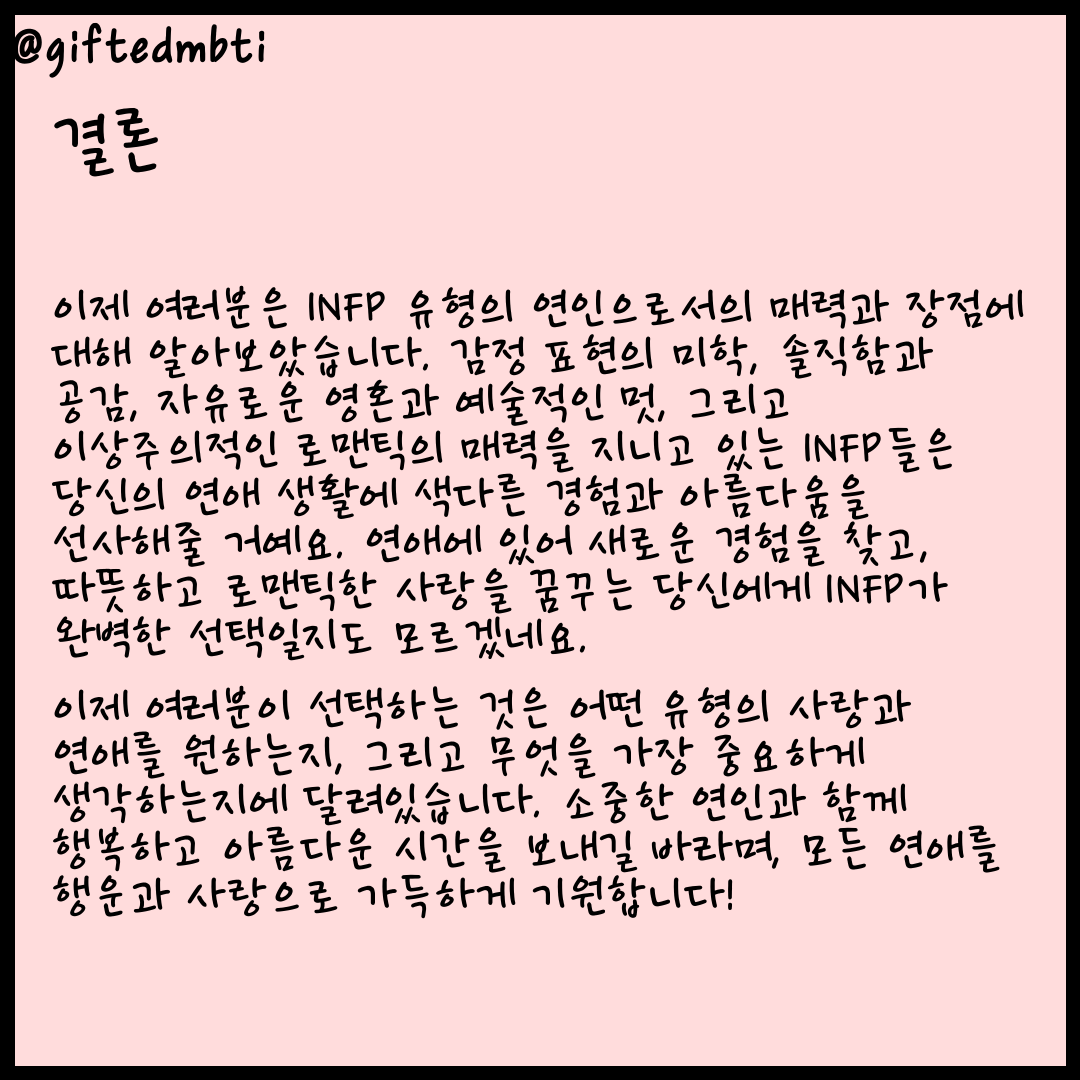 @giftedmbti
결론
이제 여러분은 INFP 유형의 연인으로서의 매력과 장점에
대해 알아보았습니다. 감정 표현의 미학, 솔직함과
공감, 자유로운 영혼과 예술적인 멋, 그리고
이상주의적인 로맨틱의 매력을 지니고 있는 INFP들은
당신의 연애 생활에 색다른 경험과 아름다움을
선사해줄 거예요. 연애에 있어 새로운 경험을 찾고,
따뜻하고 로맨틱한 사랑을 꿈꾸는 당신에게 INFP가
완벽한 선택일지도 모르겠네요.
이제 여러분이 선택하는 것은 어떤 유형의 사랑과
연애를 원하는지, 그리고 무엇을 가장 중요하게
생각하는지에 달려있습니다. 소중한 연인과 함께
행복하고 아름다운 시간을 보내길 바라며, 모든 연애를
행운과 사랑으로 가득하게 기원합니다!